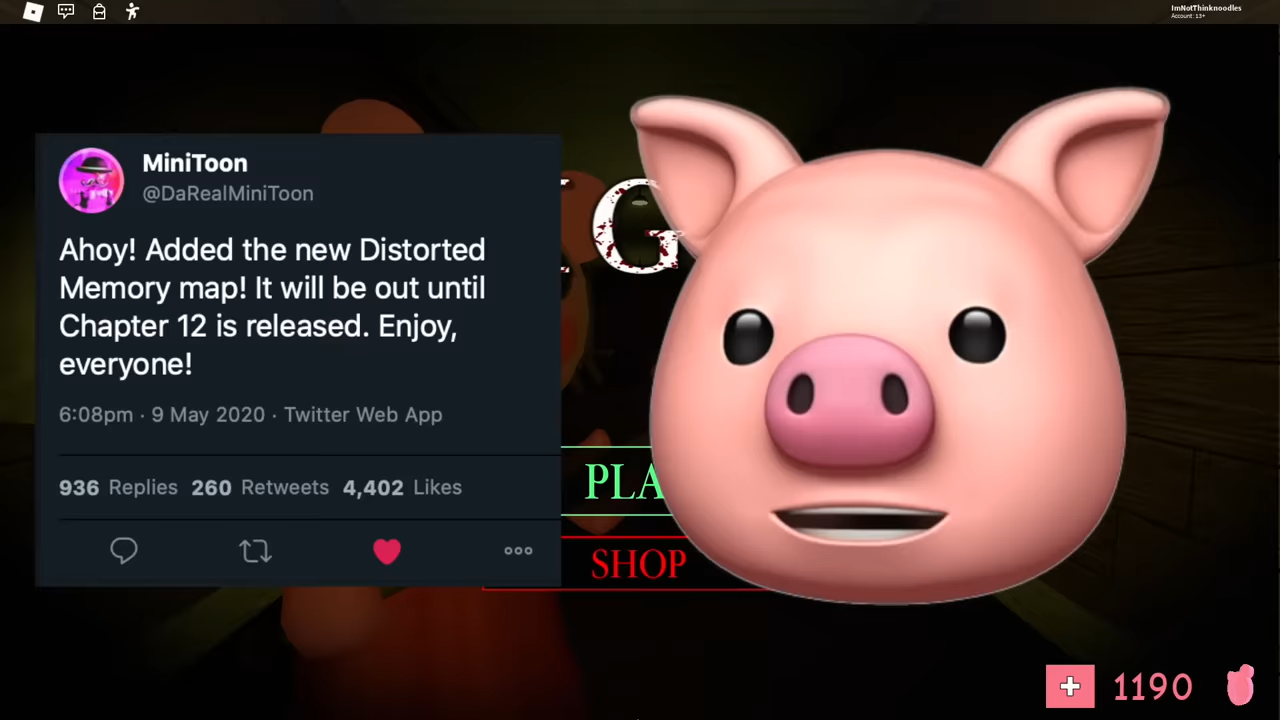 ImNotThinknoodles
Account: 13+
MiniToon
@DaRealMiniToon
Ahoy! Added the new Distorted
Memory map! It will be out until
Chapter 12 is released. Enjoy,
everyone!
6:08pm · 9 May 2020 · Twitter Web App
936 Replies 260 Retweets 4,402 Likes
G
PLA
SHOP
1190